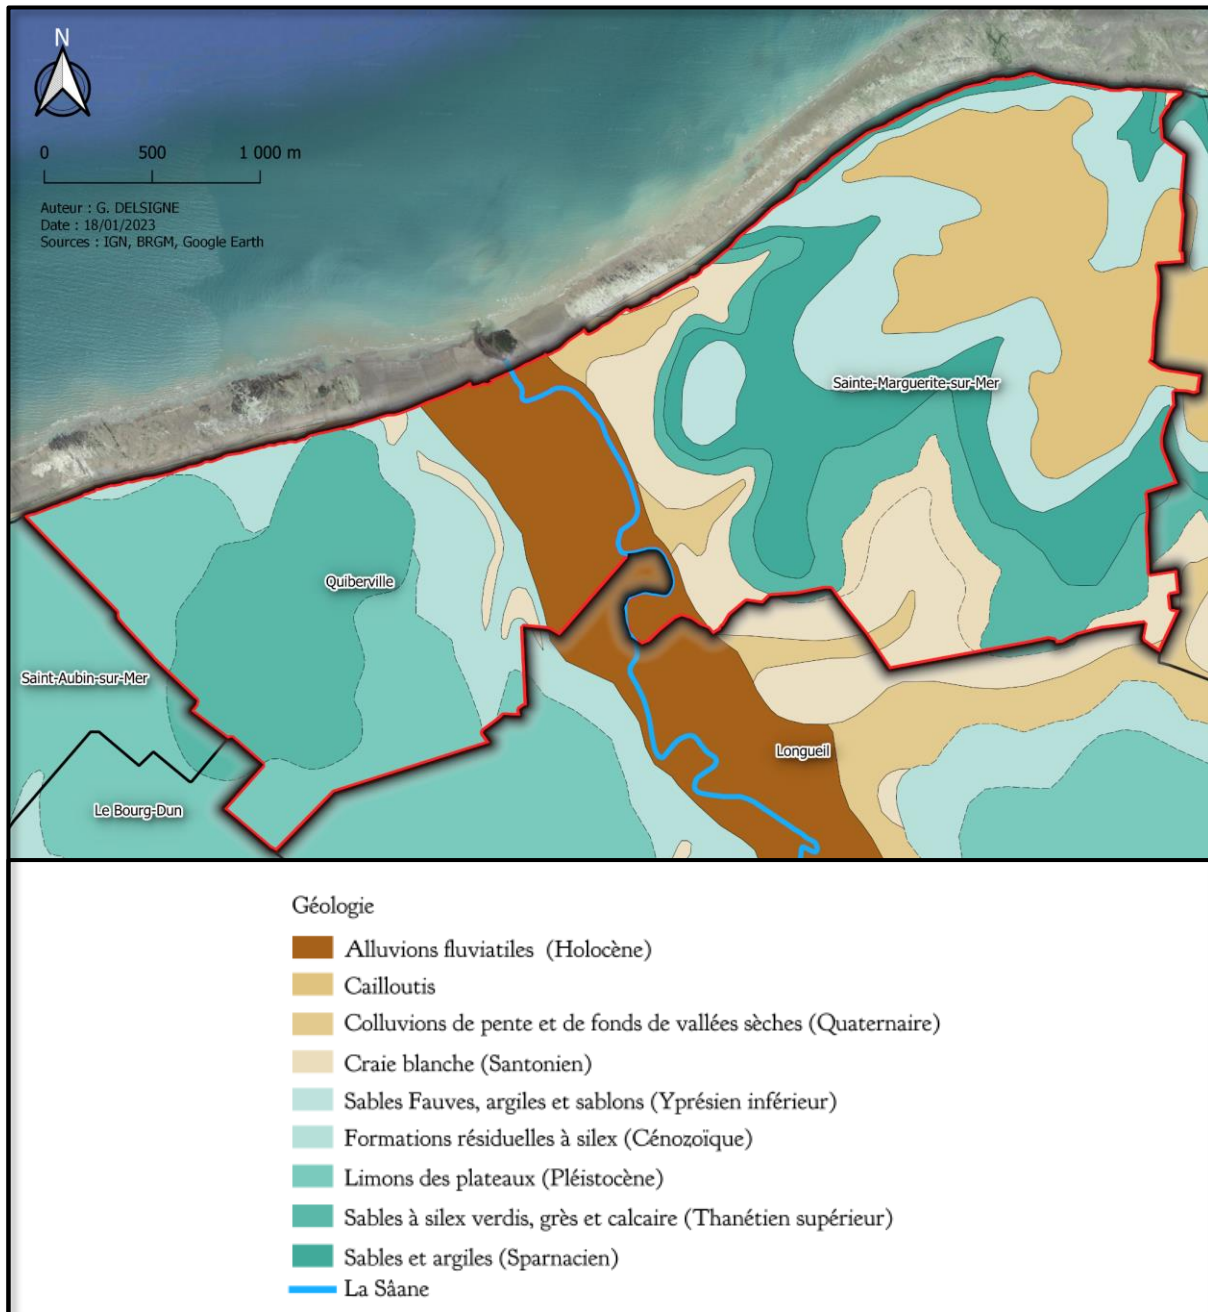 N
0 500 1 000 m
Auteur : G. DELSIGNE
Date : 18/01/2023
Sources : IGN, BRGM, Google Earth
Sainte-Marguerite-sur-Mer
Quiberville
Saint-Aubin-sur-Mer
Longueil
Le Bourg-Dun
Géologie
Alluvions fluviatiles (Holocène)
Cailloutis
Colluvions de pente et de fonds de vallées sèches (Quaternaire)
Craie blanche (Santonien)
Sables Fauves, argiles et sablons (Yprésien inférieur)
Formations résiduelles à silex (Cénozoïque)
Limons des plateaux (Pléistocène)
Sables à silex verdis, grès et calcaire (Thanétien supérieur)
Sables et argiles (Sparnacien)
La Sâane